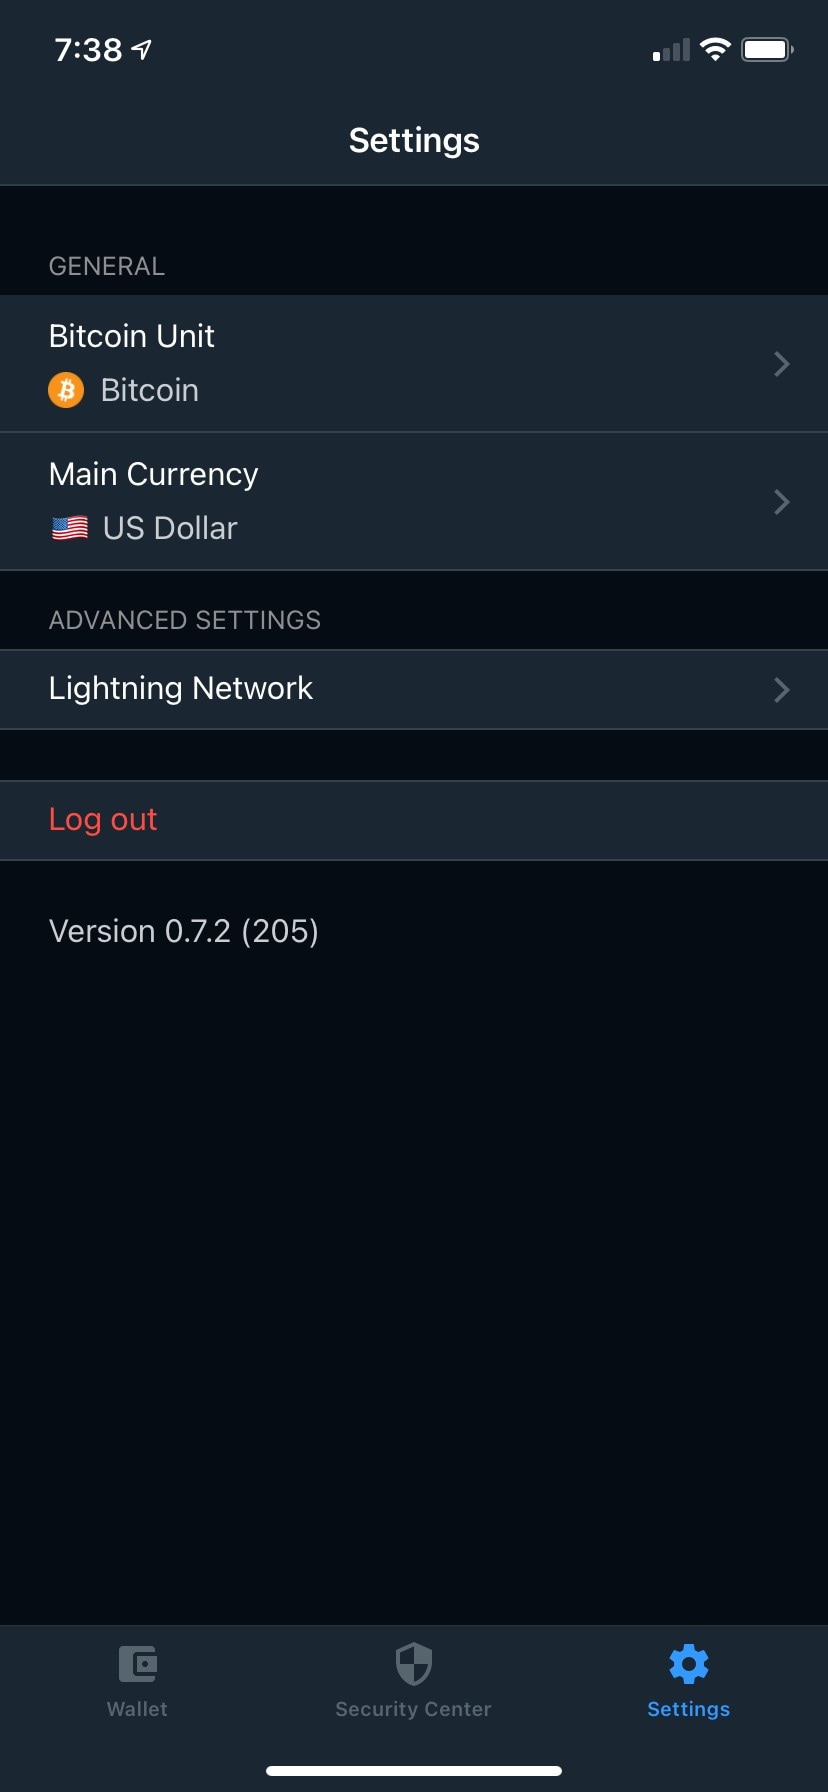 7:38
Settings
GENERAL
Bitcoin Unit
Bitcoin
Main Currency
US Dollar
ADVANCED SETTINGS
Lightning Network
Log out
Version 0.7.2 (205)
Wallet
Security Center
Settings